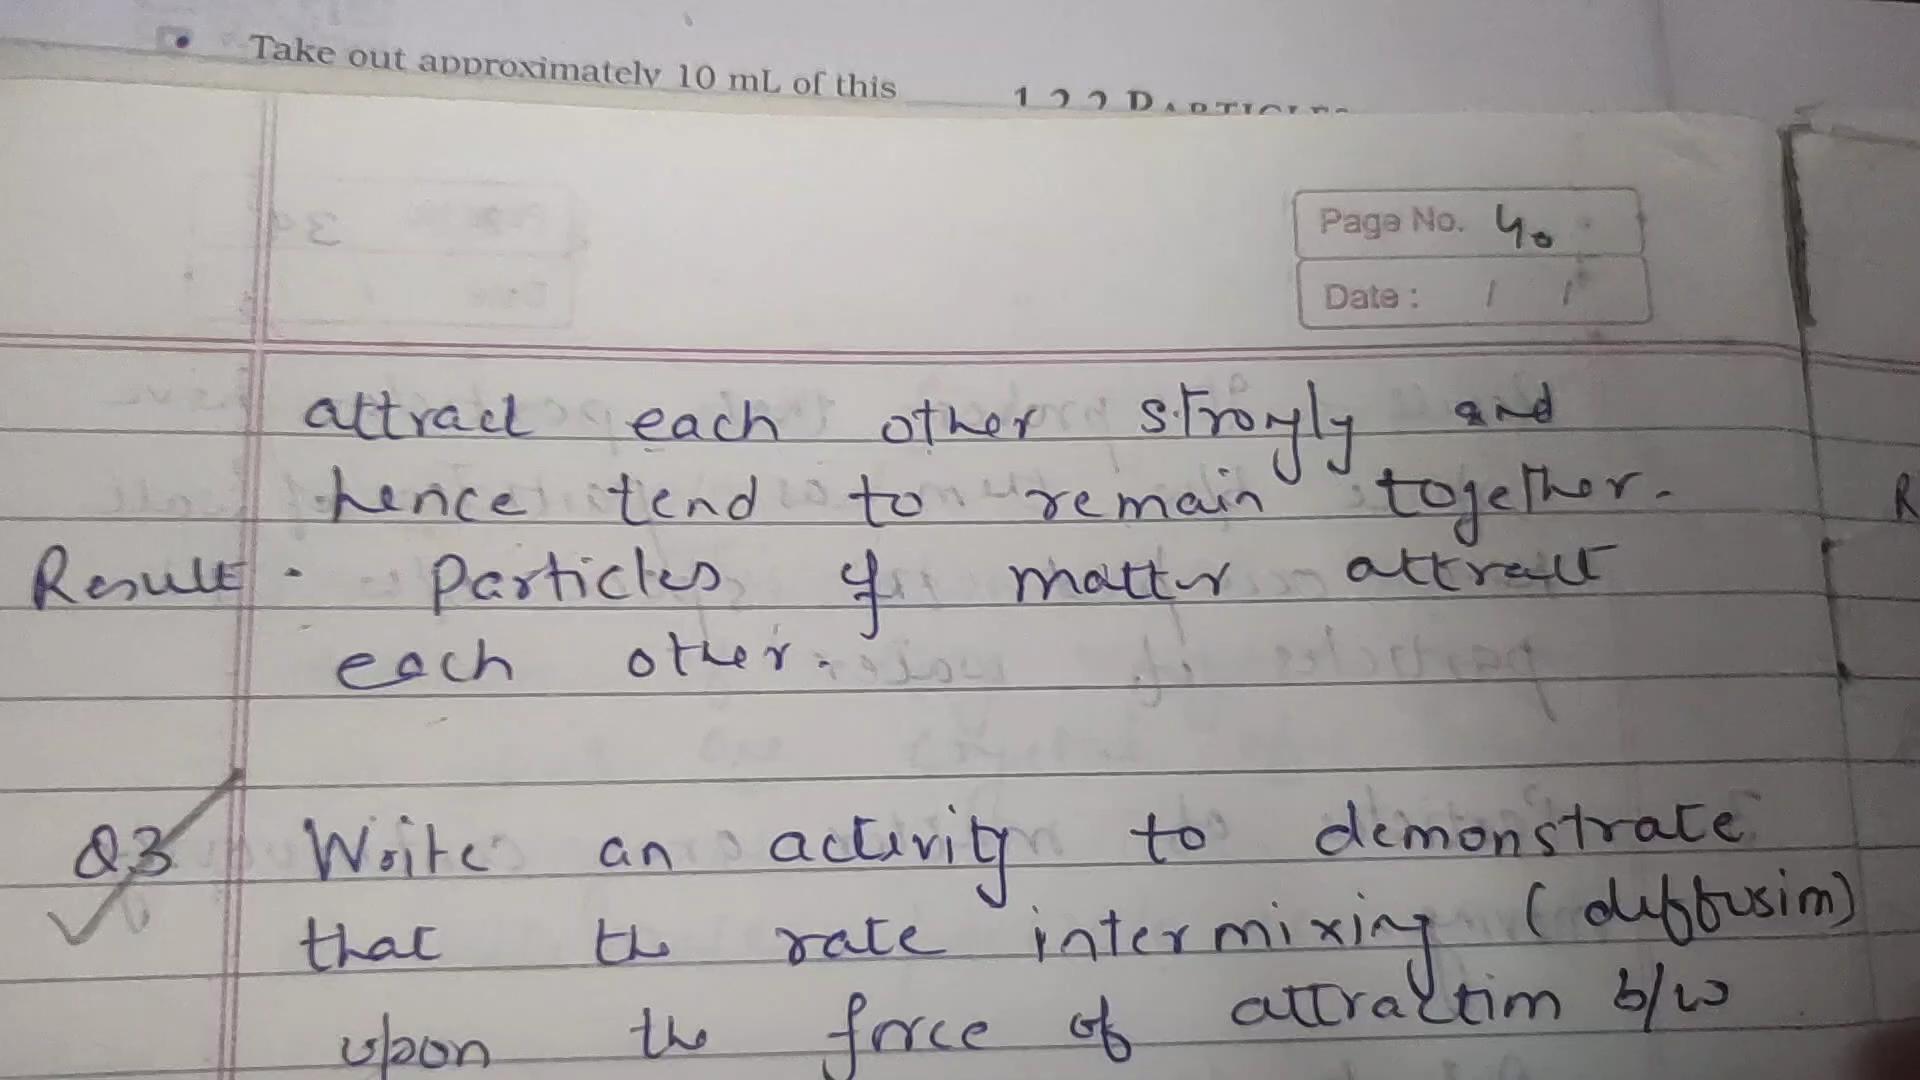 Take out approximately 10 mL of this
Page No. 40
Date : / /
attract each other strongly and
hence tend to remain together.
Result. Particles of matter attract
each other.
Q3 Write an activity to demonstrate
that the rate intermixing (diffusion)
upon the force of attraction b/w
R